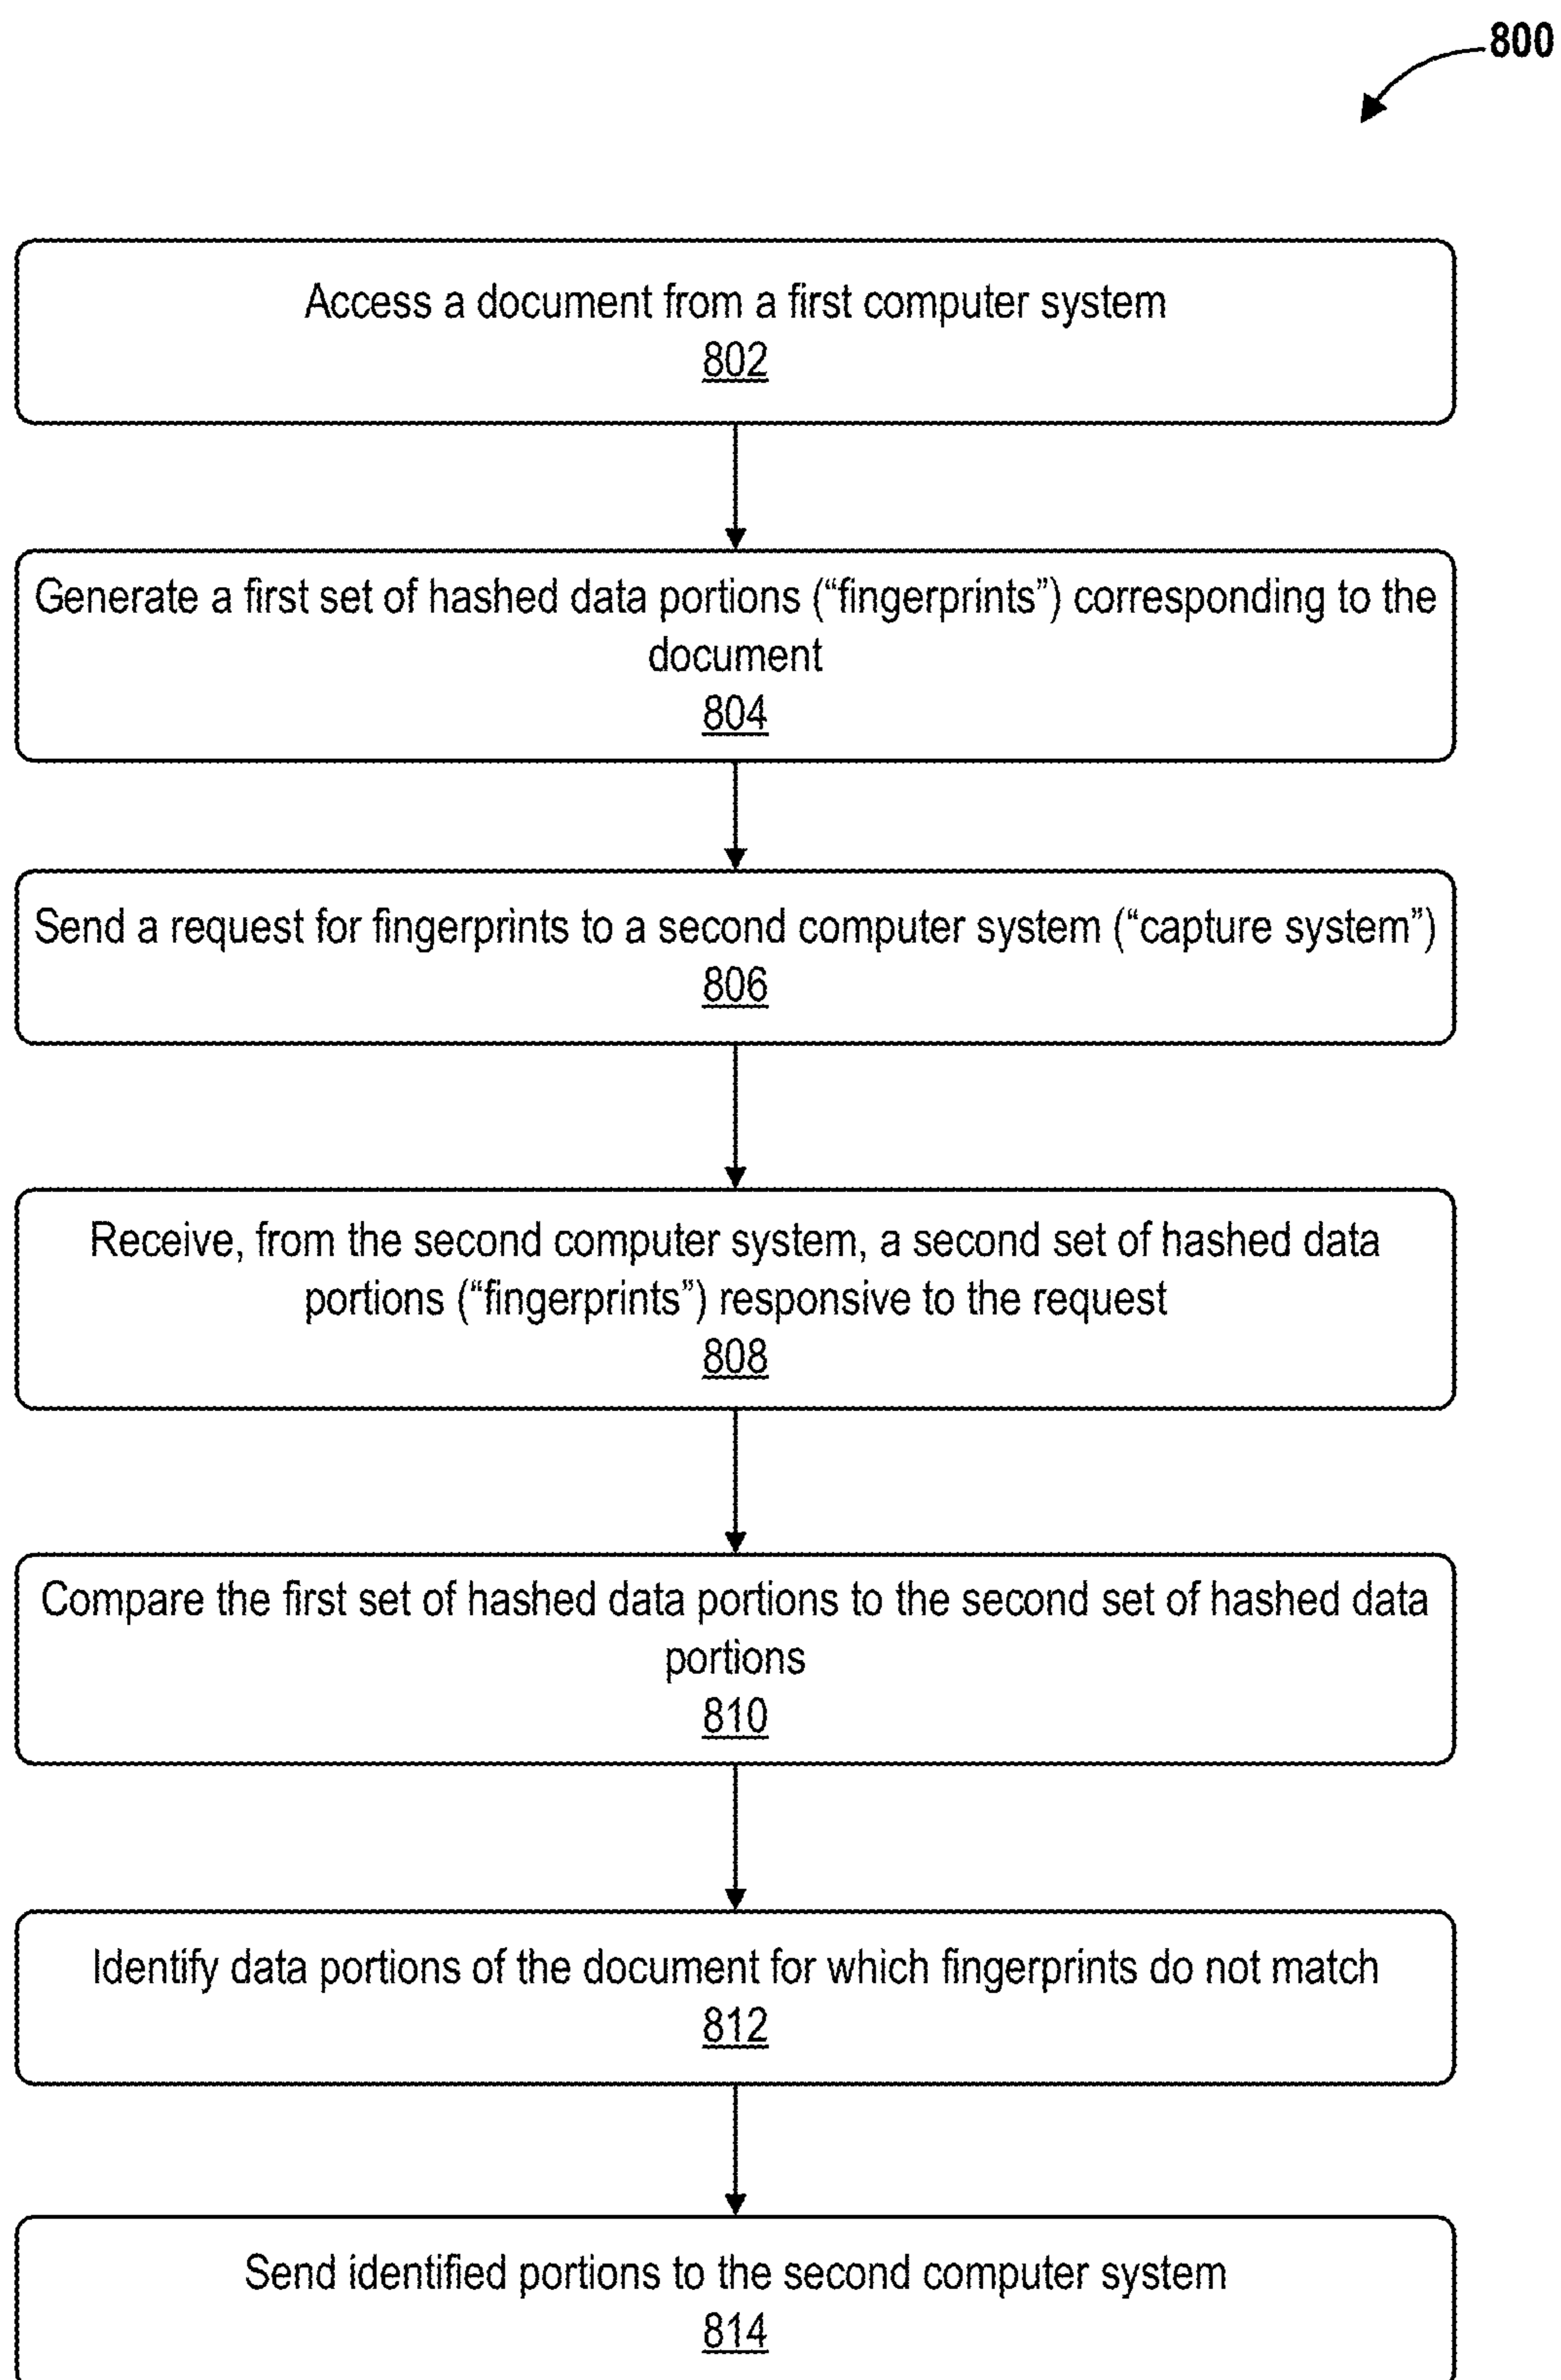 800
Access a document from a first computer system
802
Generate a first set of hashed data portions (“fingerprints”) corresponding to the
document
804
Send a request for fingerprints to a second computer system (“capture system”)
806
Receive, from the second computer system, a second set of hashed data
portions (“fingerprints”) responsive to the request
808
Compare the first set of hashed data portions to the second set of hashed data
portions
810
Identify data portions of the document for which fingerprints do not match
812
Send identified portions to the second computer system
814